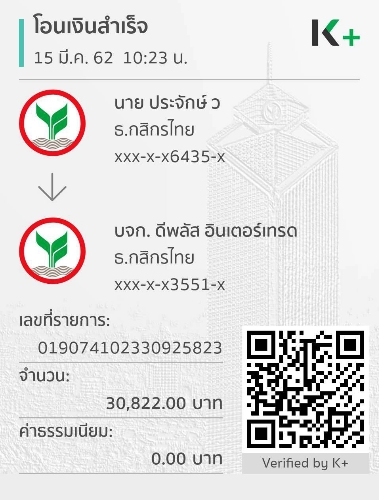 โอนเงินสำเร็จ
15 มี.ค. 62 10:23 น.
K+
นาย ประจักษ์ ว
ธ.กสิกรไทย
xxx-x-x6435-x
บจก. ดีพลัส อินเตอร์เทรด
ธ.กสิกรไทย
xxx-x-x3551-x
เลขที่รายการ:
019074102330925823
จำนวน:
30,822.00 บาท
ค่าธรรมเนียม:
0.00 บาท
Verified by K+